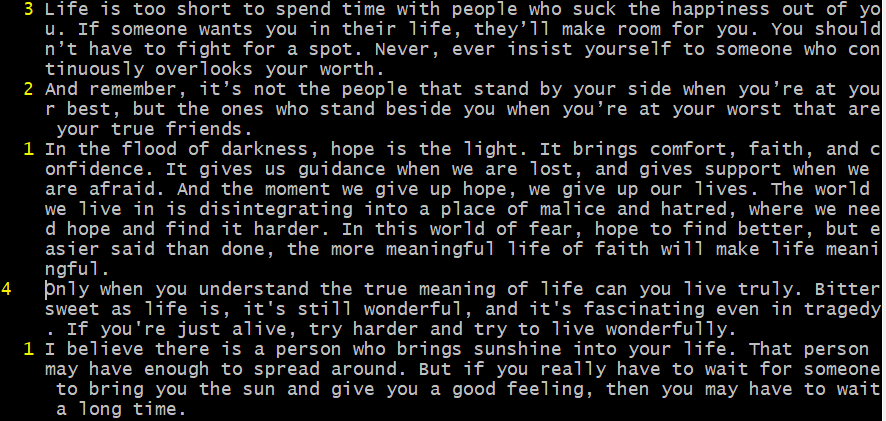 3 Life is too short to spend time with people who suck the happiness out of yo
u. If someone wants you in their life, they’ll make room for you. You should
n’t have to fight for a spot. Never, ever insist yourself to someone who con
tinuously overlooks your worth.
2 And remember, it’s not the people that stand by your side when you’re at you
r best, but the ones who stand beside you when you’re at your worst that are
your true friends.
1 In the flood of darkness, hope is the light. It brings comfort, faith, and c
onfidence. It gives us guidance when we are lost, and gives support when we
are afraid. And the moment we give up hope, we give up our lives. The world
we live in is disintegrating into a place of malice and hatred, where we nee
d hope and find it harder. In this world of fear, hope to find better, but e
asier said than done, the more meaningful life of faith will make life meani
ngful.
4 Only when you understand the true meaning of life can you live truly. Bitter
sweet as life is, it's still wonderful, and it's fascinating even in tragedy
. If you're just alive, try harder and try to live wonderfully.
1 I believe there is a person who brings sunshine into your life. That person
may have enough to spread around. But if you really have to wait for someone
to bring you the sun and give you a good feeling, then you may have to wait
a long time.